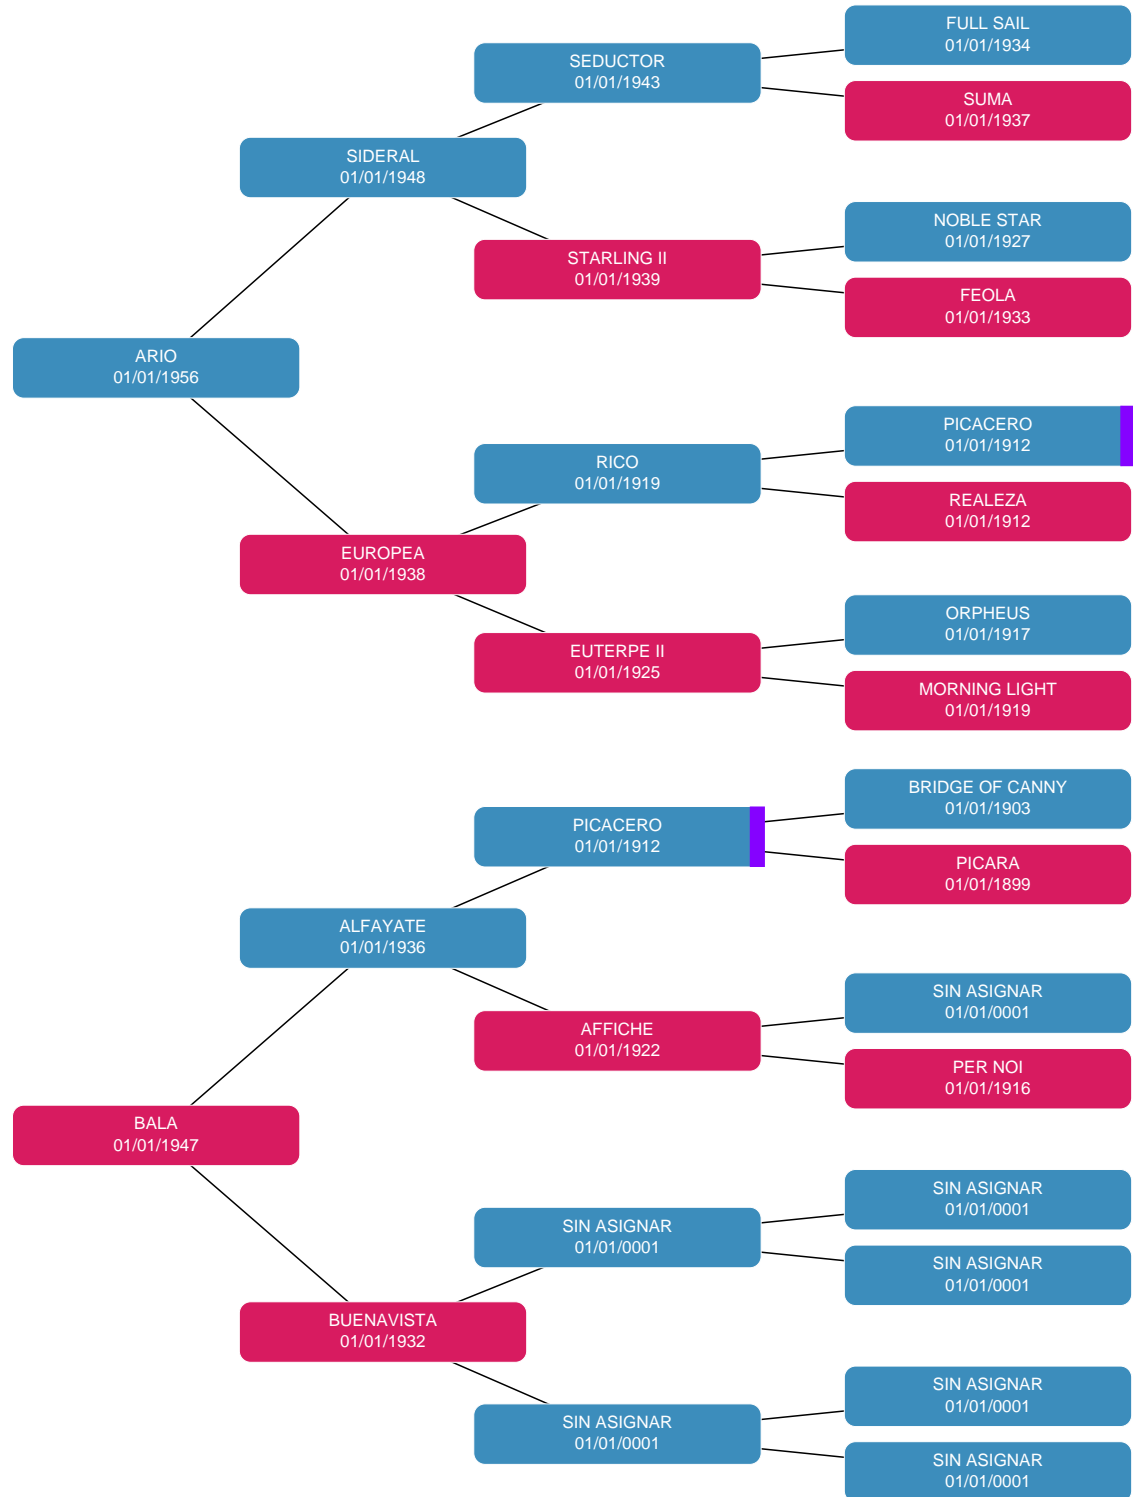 FULL SAIL
01/01/1934
SEDUCTOR
01/01/1943
SUMA
01/01/1937
SIDERAL
01/01/1948
NOBLE STAR
01/01/1927
STARLING II
01/01/1939
FEOLA
01/01/1933
ARIO
01/01/1956
PICACERO
01/01/1912
RICO
01/01/1919
REALEZA
01/01/1912
EUROPEA
01/01/1938
ORPHEUS
01/01/1917
EUTERPE II
01/01/1925
MORNING LIGHT
01/01/1919
BRIDGE OF CANNY
01/01/1903
PICACERO
01/01/1912
PICARA
01/01/1899
ALFAYATE
01/01/1936
SIN ASIGNAR
01/01/0001
AFFICHE
01/01/1922
PER NOI
01/01/1916
BALA
01/01/1947
SIN ASIGNAR
01/01/0001
SIN ASIGNAR
01/01/0001
SIN ASIGNAR
01/01/0001
BUENAVISTA
01/01/1932
SIN ASIGNAR
01/01/0001
SIN ASIGNAR
01/01/0001
SIN ASIGNAR
01/01/0001